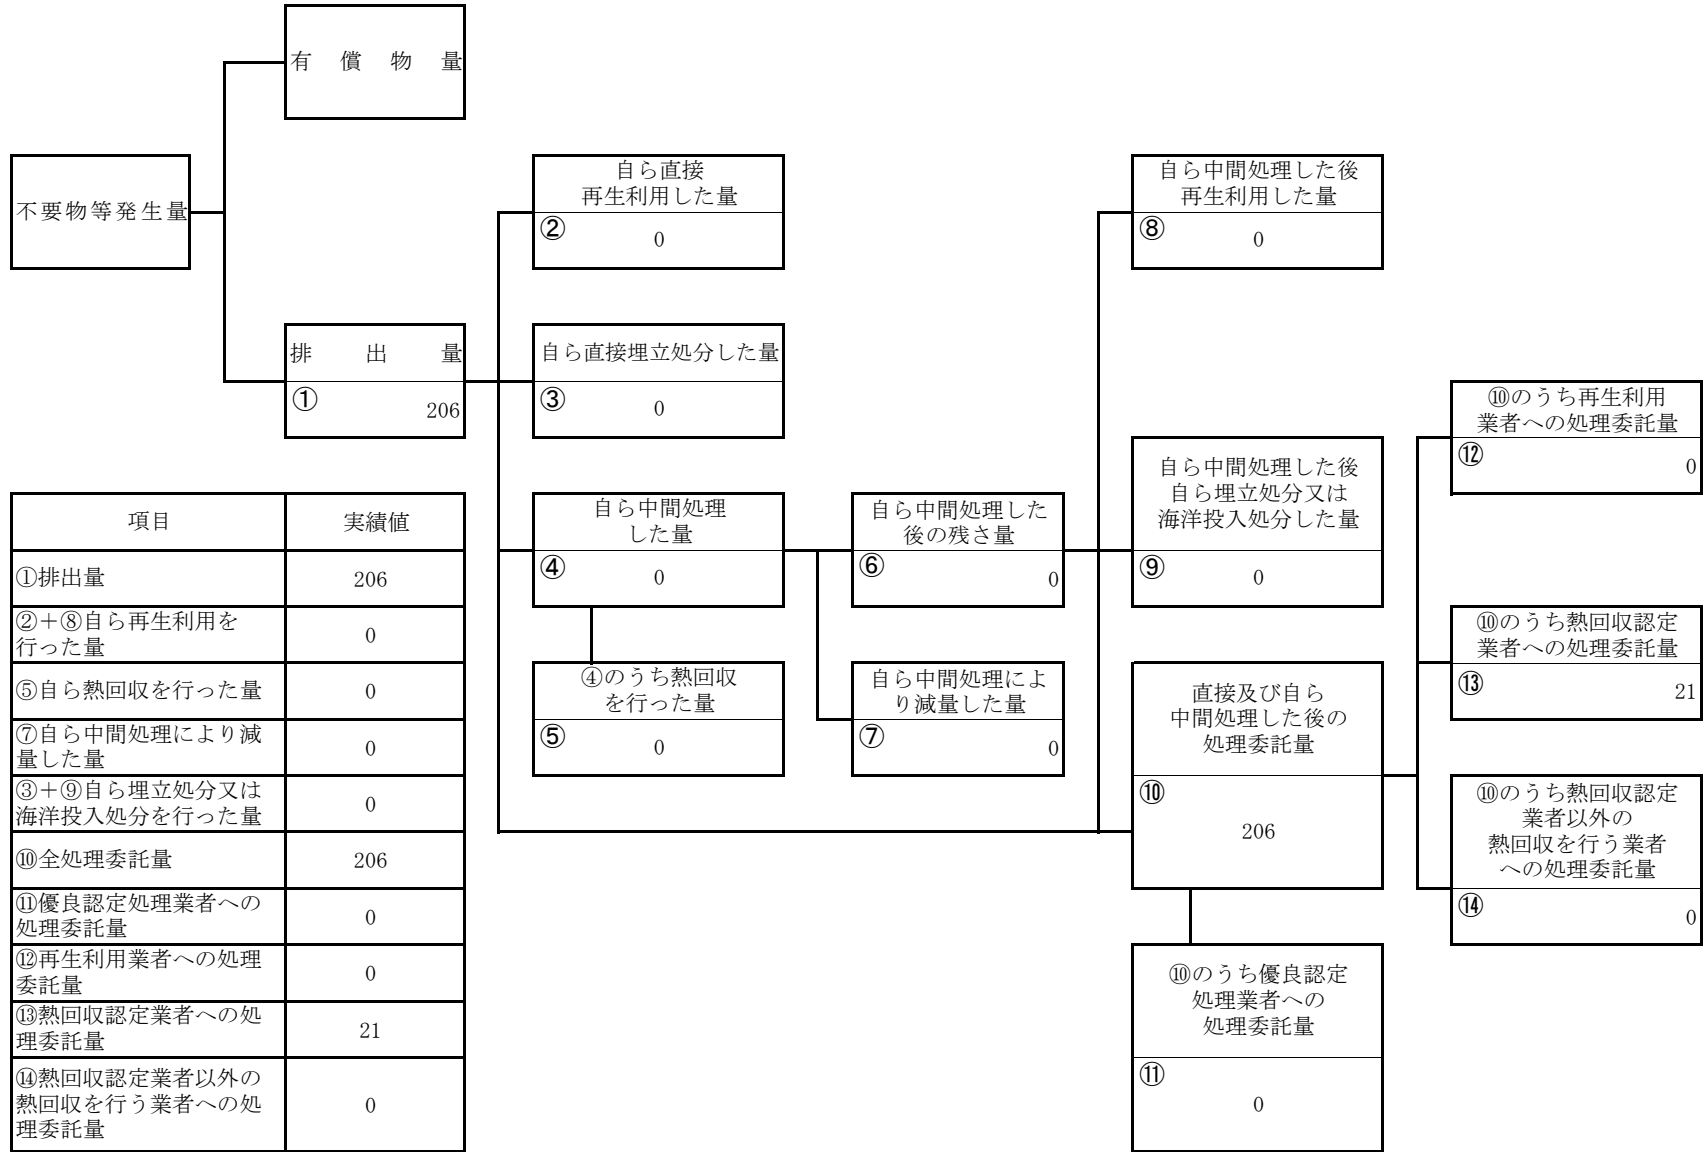 有償物量
不要物等発生量
排出量
①
206
自ら直接
再生利用した量
②
0
自ら直接埋立処分した量
③
0
自ら中間処理
した量
④
0
④のうち熱回収
を行った量
⑤
0
自ら中間処理した
後の残さ量
⑥
0
自ら中間処理によ
り減量した量
⑦
0
自ら中間処理した後
再生利用した量
⑧
0
自ら中間処理した後
自ら埋立処分又は
海洋投入処分した量
⑨
0
直接及び自ら
中間処理した後の
処理委託量
⑩
206
⑩のうち優良認定
処理業者への
処理委託量
⑪
0
⑩のうち再生利用
業者への処理委託量
⑫
0
⑩のうち熱回収認定
業者への処理委託量
⑬
21
⑩のうち熱回収認定
業者以外の
熱回収を行う業者
への処理委託量
⑭
0
項目 実績値
①排出量 206
②＋⑧自ら再生利用を
行った量 0
⑤自ら熱回収を行った量 0
⑦自ら中間処理により減
量した量 0
③＋⑨自ら埋立処分又は
海洋投入処分を行った量 0
⑩全処理委託量 206
⑪優良認定処理業者への
処理委託量 0
⑫再生利用業者への処理
委託量 0
⑬熱回収認定業者への処
理委託量 21
⑭熱回収認定業者以外の
熱回収を行う業者への処
理委託量 0